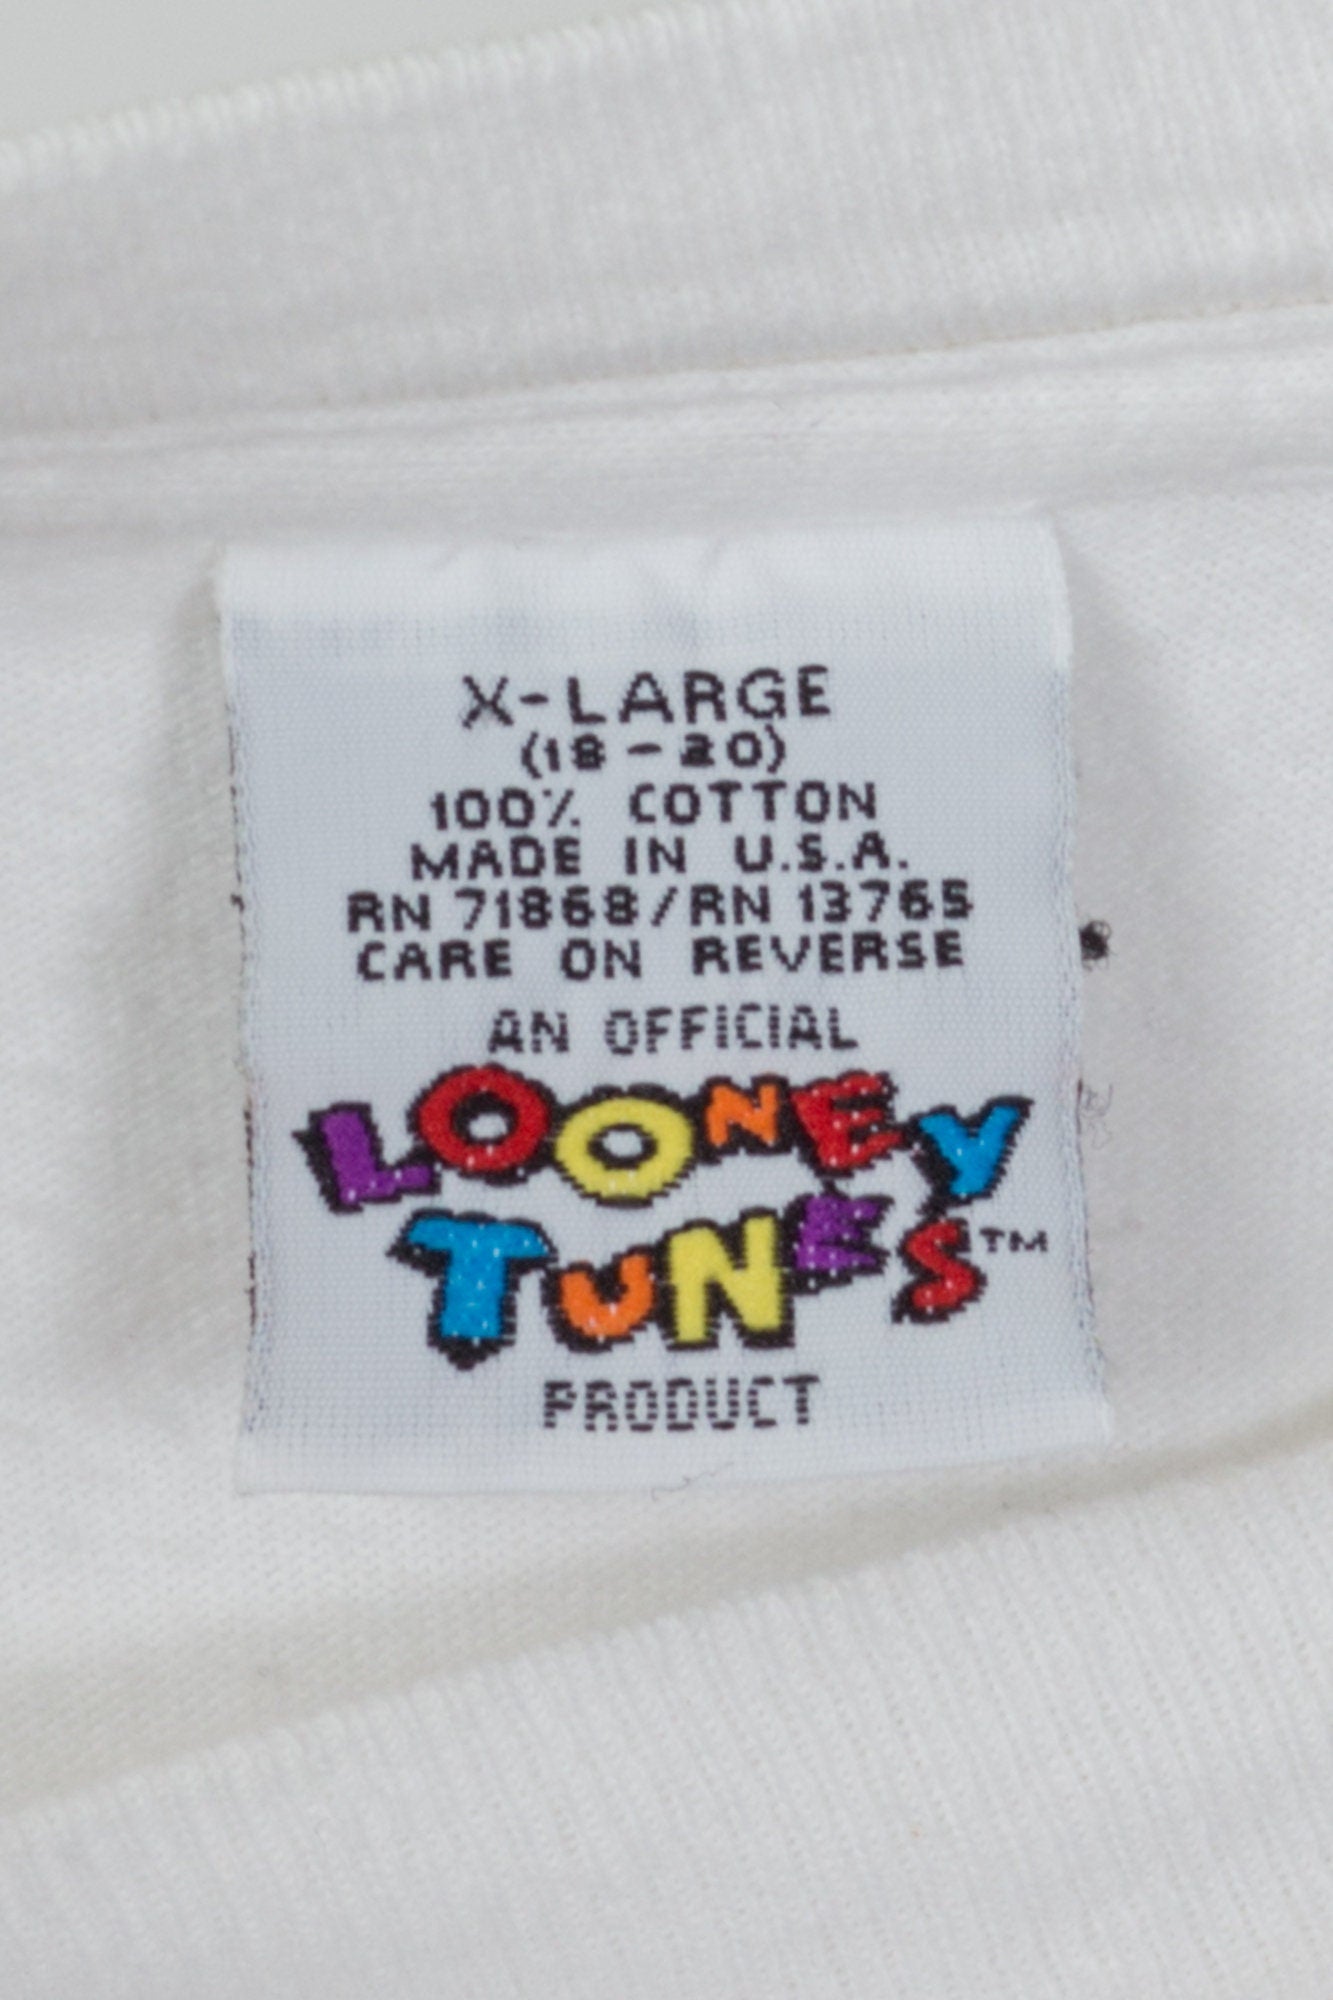 X-LARGE
(18-20)
100% COTTON
MADE IN U.S.A.
RN 71868/RN 13765
CARE ON REVERSE
AN OFFICIAL
LOONEY
TUNES™
PRODUCT